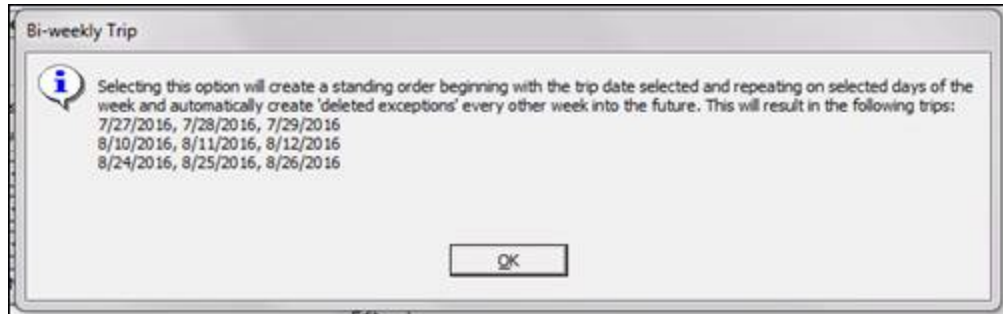 Bi-weekly Trip
Selecting this option will create a standing order beginning with the trip date selected and repeating on selected days of the
week and automatically create 'deleted exceptions' every other week into the future. This will result in the following trips:
7/27/2016, 7/28/2016, 7/29/2016
8/10/2016, 8/11/2016, 8/12/2016
8/24/2016, 8/25/2016, 8/26/2016
OK